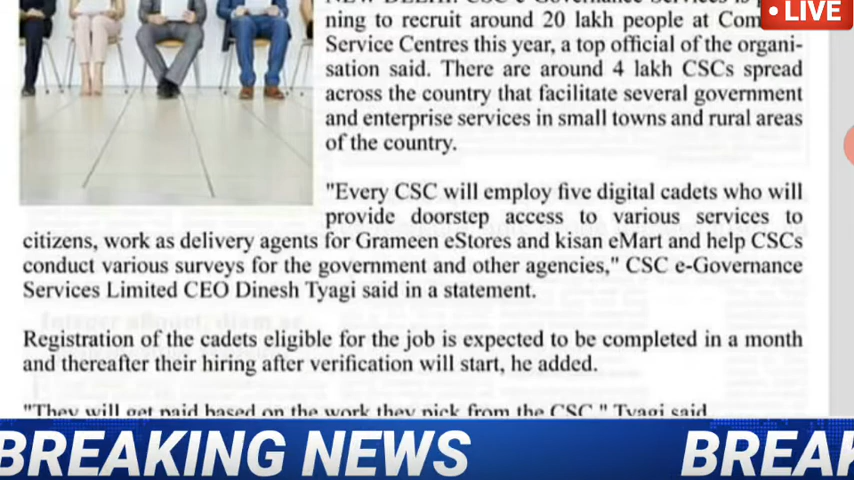 LIVE
NEW DELHI: CSC e-Governance Services is
ning to recruit around 20 lakh people at
Service Centres this year, a top official of the organi-
sation said. There are around 4 lakh CSCs spread
across the country that facilitate several government
and enterprise services in small towns and rural areas
of the country.
"Every CSC will employ five digital cadets who will
provide doorstep access to various services to
citizens, work as delivery agents for Grameen eStores and kisan eMart and help CSCs
conduct various surveys for the government and other agencies," CSC e-Governance
Services Limited CEO Dinesh Tyagi said in a statement.
Registration of the cadets eligible for the job is expected to be completed in a month
and thereafter their hiring after verification will start, he added.
"They will get paid based on the work they pick from the CSC," Tyagi said.
BREAKING NEWS BREAK